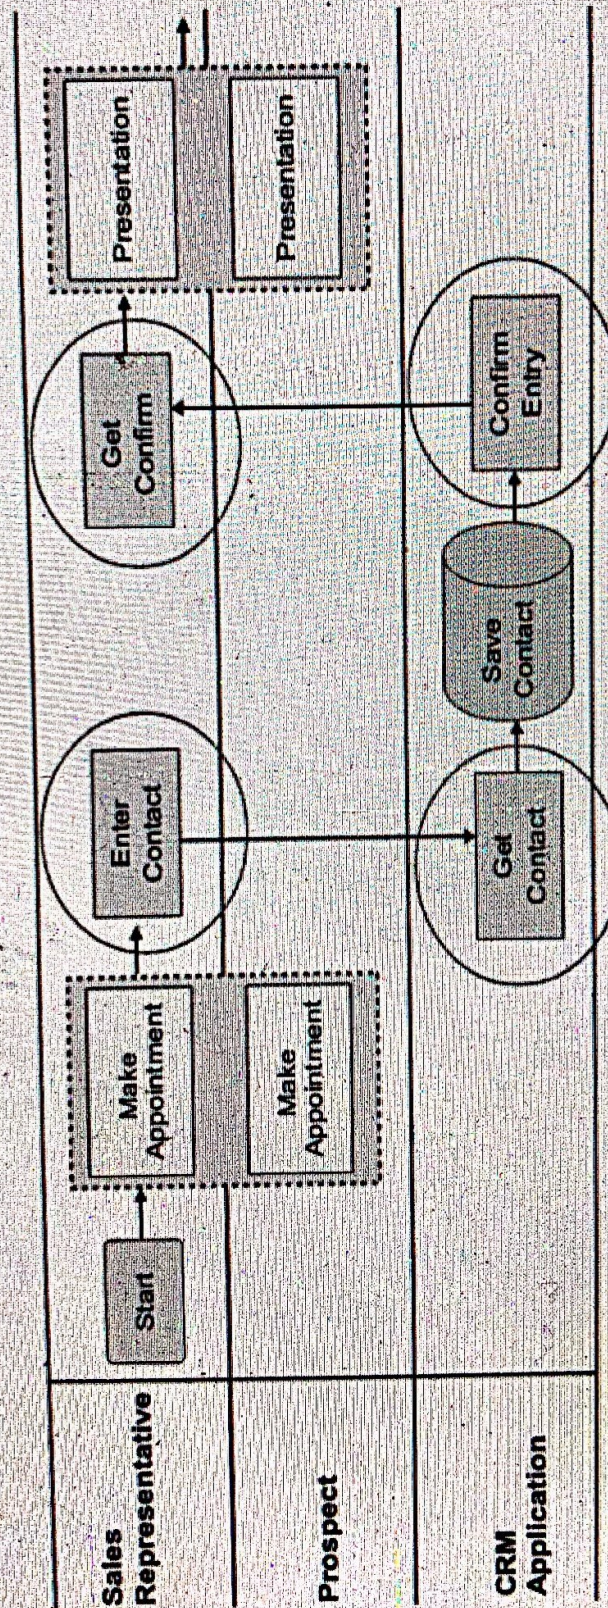 Sales
Representative
Start
Make
Appointment
Enter
Contact
Get
Confirm
Presentation
Prospect
Make
Appointment
Presentation
CRM
Application
Get
Contact
Save
Contact
Confirm
Entry